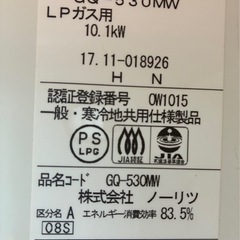 GQ-530MW
LPガス用
10.1kW
17.11-018926
H N
認証登録番号 OW1015
一般・寒冷地共用仕様製品
PS
LPG
JIA認証
JIA
品名コード GQ-530MW
株式会社 ノーリツ
区分名 A エネルギー消費効率 83.5%
08S